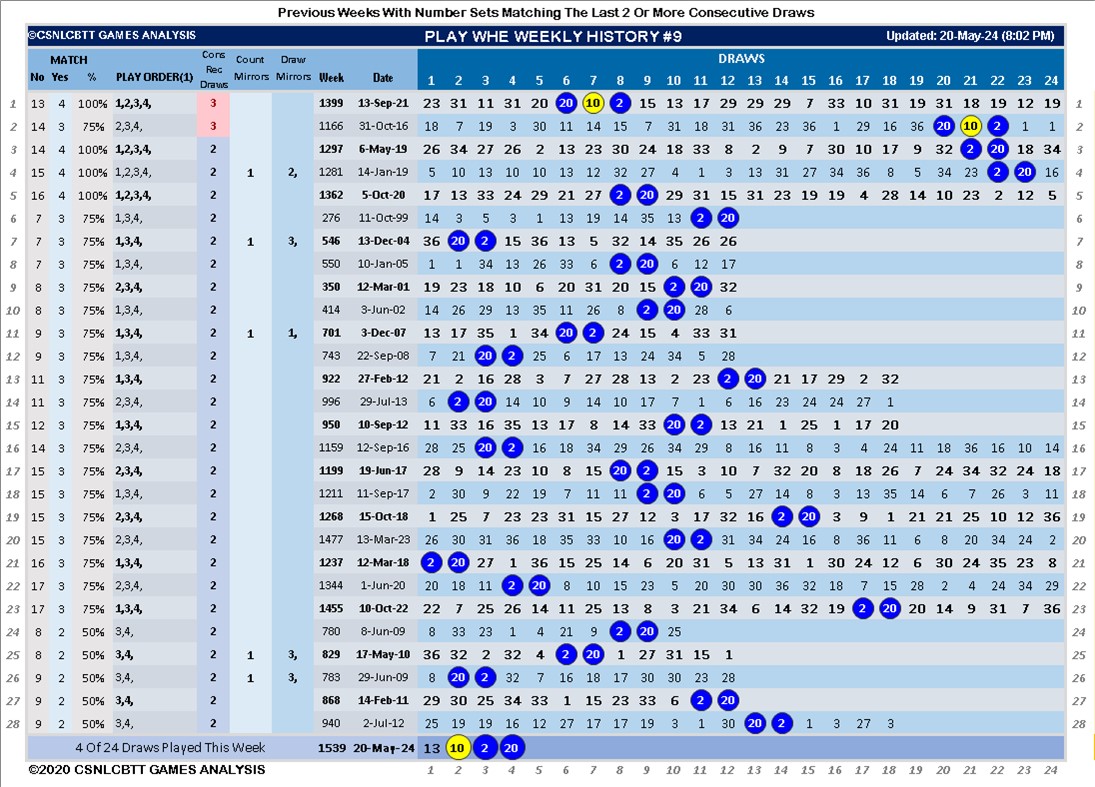 Previous Weeks With Number Sets Matching The Last 2 Or More Consecutive Draws
©CSNLCBTT GAMES ANALYSIS PLAY WHE WEEKLY HISTORY #9 Updated: 20-May-24 (8:02 PM)
MATCH Cons Count Draw DRAWS
No Yes % PLAY ORDER(1) Rec Draws Mirrors Mirrors Week Date 1 2 3 4 5 6 7 8 9 10 11 12 13 14 15 16 17 18 19 20 21 22 23 24
1 13 4 100% 1,2,3,4, 3 1399 13-Sep-21 23 31 11 31 20 20 10 2 15 13 17 29 29 29 7 33 10 31 19 31 18 19 12 19 1
2 14 3 75% 2,3,4, 3 1166 31-Oct-16 18 7 19 3 30 11 14 15 7 31 18 31 36 23 36 1 29 16 36 20 10 2 1 1 2
3 14 4 100% 1,2,3,4, 2 1297 6-May-19 26 34 27 26 2 13 23 30 24 18 33 8 2 9 7 30 10 17 9 32 2 20 18 34 3
4 15 4 100% 1,2,3,4, 2 1 2, 1281 14-Jan-19 5 10 13 10 10 13 12 32 27 4 1 3 13 31 27 34 36 8 5 34 23 2 20 16 4
5 16 4 100% 1,2,3,4, 2 1362 5-Oct-20 17 13 33 24 29 21 27 2 20 29 31 15 31 23 19 19 4 28 14 10 23 2 12 5 5
6 7 3 75% 1,3,4, 2 276 11-Oct-99 14 3 5 3 1 13 19 14 35 13 2 20 6
7 7 3 75% 1,3,4, 2 1 3, 546 13-Dec-04 36 20 2 15 36 13 5 32 14 35 26 26 7
8 7 3 75% 1,3,4, 2 550 10-Jan-05 1 1 34 13 26 33 6 2 20 6 12 17 8
9 8 3 75% 1,3,4, 2 350 12-Mar-01 19 23 18 10 6 20 31 20 15 2 20 32 9
10 8 3 75% 1,3,4, 2 414 3-Jun-02 14 26 29 13 35 11 26 8 2 20 28 6 10
11 9 3 75% 1,3,4, 2 1 1, 701 3-Dec-07 13 17 35 1 34 20 2 24 15 4 33 31 11
12 9 3 75% 1,3,4, 2 743 22-Sep-08 7 21 20 2 25 6 17 13 24 34 5 28 12
13 11 3 75% 1,3,4, 2 922 27-Feb-12 21 2 16 28 3 7 27 28 13 2 23 2 20 21 17 29 2 32 13
14 11 3 75% 2,3,4, 2 996 29-Jul-13 6 2 20 14 10 9 14 10 17 7 1 6 16 23 24 24 27 1 14
15 12 3 75% 1,3,4, 2 950 10-Sep-12 11 33 16 35 13 17 8 14 33 20 2 13 21 1 25 1 17 20 15
16 14 3 75% 2,3,4, 2 1159 12-Sep-16 28 25 20 2 16 18 34 29 26 34 29 8 16 11 8 3 4 29 11 18 36 16 10 14 16
17 15 3 75% 2,3,4, 2 1199 19-Jun-17 28 9 14 23 10 8 15 20 2 15 3 10 7 32 20 8 18 26 7 24 34 32 24 18 17
18 15 3 75% 1,3,4, 2 1211 11-Sep-17 2 30 9 22 19 7 11 11 2 20 6 5 27 14 8 3 13 35 14 6 7 26 3 11 18
19 15 3 75% 2,3,4, 2 1268 15-Oct-18 1 25 7 23 23 31 15 27 12 3 17 32 16 2 20 3 9 1 21 21 25 10 12 36 19
20 15 3 75% 1,3,4, 2 1477 13-Mar-23 26 30 31 36 18 35 33 10 16 20 2 31 34 24 16 8 36 11 6 8 20 34 24 2 20
21 16 3 75% 1,3,4, 2 1237 12-Mar-18 2 20 27 1 36 15 25 14 6 20 31 5 13 31 1 24 12 6 30 24 35 23 8 21
22 17 3 75% 2,3,4, 2 1344 1-Jun-20 20 18 11 2 20 8 10 15 23 5 20 30 30 36 32 18 7 15 28 2 4 24 34 29 22
23 17 3 75% 1,3,4, 2 1455 10-Oct-22 22 7 25 26 14 11 25 13 8 3 21 34 6 14 32 19 2 20 20 14 9 31 7 36 23
24 8 2 50% 3,4, 2 780 8-Jun-09 8 33 23 1 4 21 9 2 20 25 24
25 8 2 50% 3,4, 2 1 3, 829 17-May-10 36 32 2 32 4 2 20 1 27 31 15 1 25
26 9 2 50% 3,4, 2 1 3, 783 29-Jun-09 8 20 2 32 7 16 18 17 30 30 23 28 26
27 9 2 50% 3,4, 2 868 14-Feb-11 29 30 25 34 33 1 15 23 33 6 2 20 27
28 9 2 50% 3,4, 2 940 2-Jul-12 25 19 19 16 12 27 17 17 19 3 1 30 20 2 1 3 27 3 28
4 Of 24 Draws Played This Week 1539 20-May-24 13 10 2 20
©2020 CSNLCBTT GAMES ANALYSIS 1 2 3 4 5 6 7 8 9 10 11 12 13 14 15 16 17 18 19 20 21 22 23 24